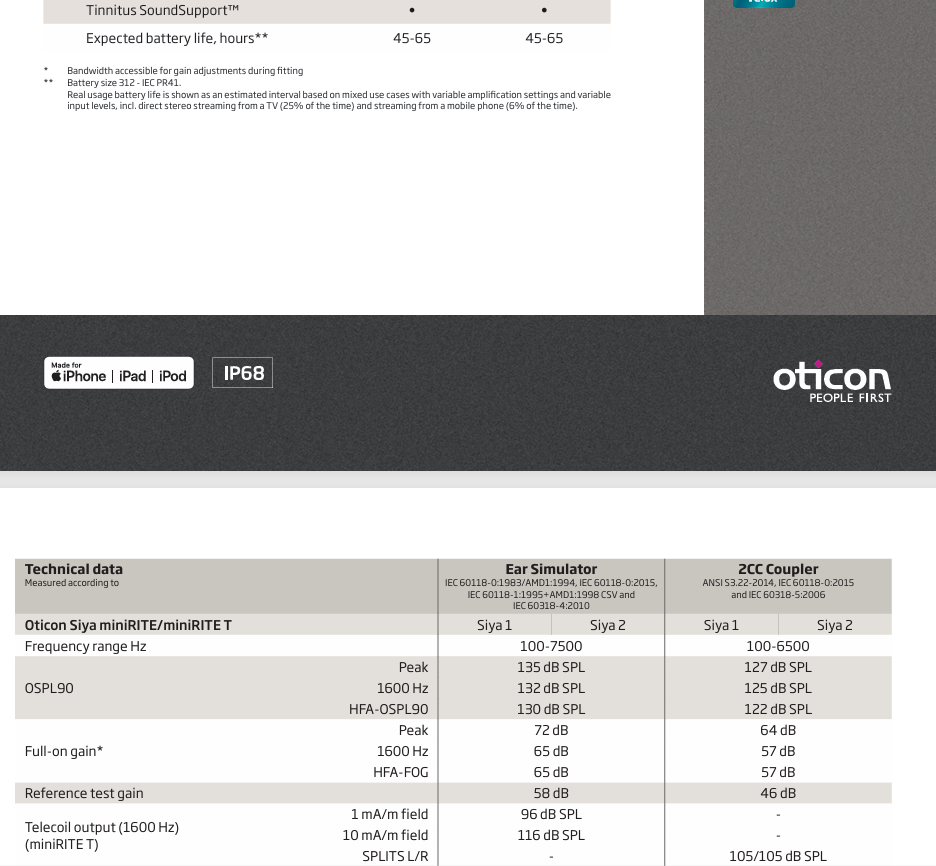 Tinnitus SoundSupport™ • •
Expected battery life, hours** 45-65 45-65
* Bandwidth accessible for gain adjustments during fitting
** Battery size 312 - IEC PR41.
Real usage battery life is shown as an estimated interval based on mixed use cases with variable amplification settings and variable
input levels, incl. direct stereo streaming from a TV (25% of the time) and streaming from a mobile phone (6% of the time).
Made for
iPhone | iPad | iPod
IP68
oticon
PEOPLE FIRST
Technical data Ear Simulator 2CC Coupler
Measured according to IEC 60118-0:1983/AMD1:1994, IEC 60118-0:2015, ANSI S3.22-2014, IEC 60118-0:2015
IEC 60118-1:1995+AMD1:1998 CSV and and IEC 60318-5:2006
IEC 60318-4:2010
Oticon Siya miniRITE/miniRITE T Siya 1 Siya 2 Siya 1 Siya 2
Frequency range Hz 100-7500 100-6500
OSPL90
Peak 135 dB SPL 127 dB SPL
1600 Hz 132 dB SPL 125 dB SPL
HFA-OSPL90 130 dB SPL 122 dB SPL
Full-on gain*
Peak 72 dB 64 dB
1600 Hz 65 dB 57 dB
HFA-FOG 65 dB 57 dB
Reference test gain 58 dB 46 dB
Telecoil output (1600 Hz)
(miniRITE T)
1 mA/m field 96 dB SPL -
10 mA/m field 116 dB SPL -
SPLITS L/R - 105/105 dB SPL